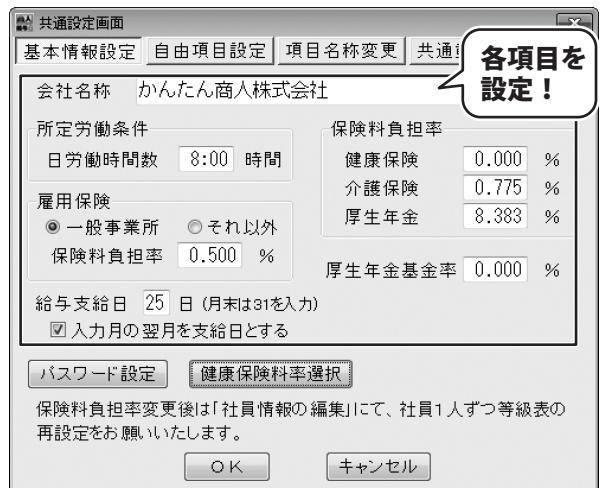 共通設定画面
基本情報設定 自由項目設定 項目名称変更 共通
各項目を
設定！
会社名称 かんたん商人株式会社
所定労働条件
日労働時間数 8:00 時間
雇用保険
一般事業所 それ以外
保険料負担率 0.500 %
保険料負担率
健康保険 0.000 %
介護保険 0.775 %
厚生年金 8.383 %
厚生年金基金率 0.000 %
給与支給日 25 日 (月末は31を入力)
入力月の翌月を支給日とする
パスワード設定 健康保険料率選択
保険料負担率変更後は「社員情報の編集」にて、社員1人ずつ等級表の
再設定をお願いいたします。
OK キャンセル